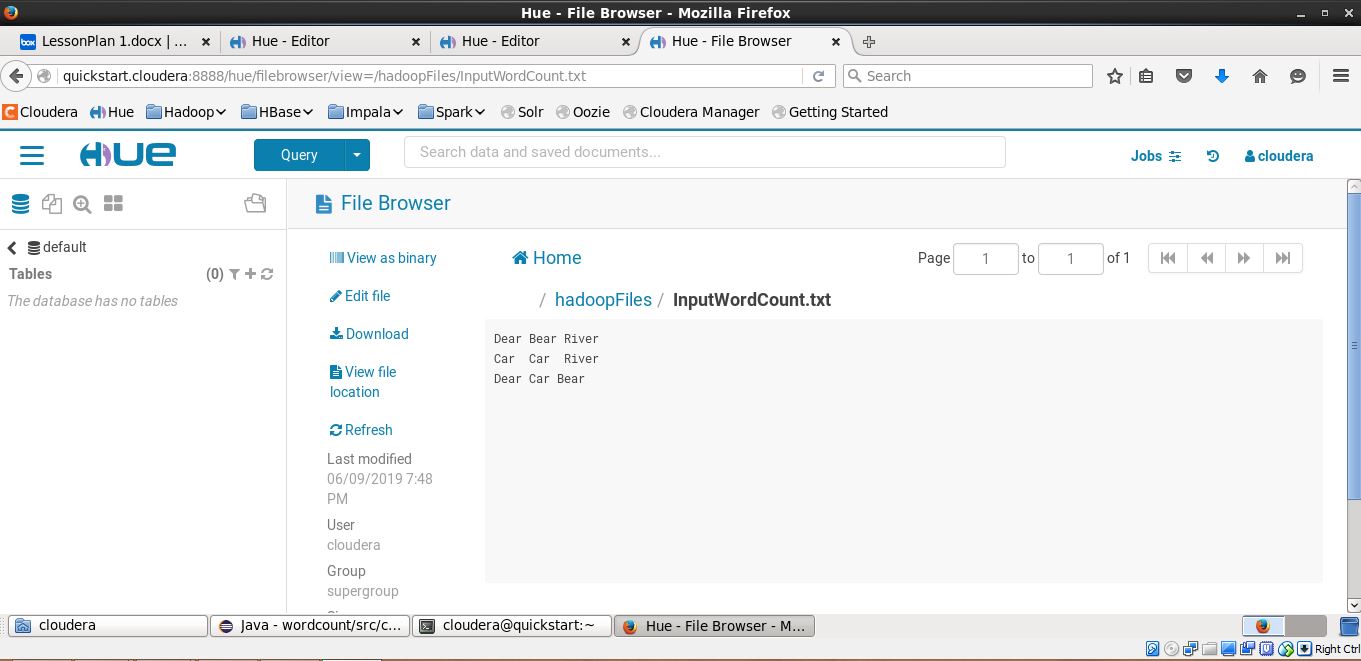 Hue - File Browser - Mozilla Firefox
box LessonPlan 1.docx | ...
Hue - Editor
Hue - Editor
Hue - File Browser
quickstart.cloudera:8888/hue/filebrowser/view=/hadoopFiles/InputWordCount.txt
Search
Cloudera Hue Hadoop HBase Impala Spark Solr Oozie Cloudera Manager Getting Started
HUE
Query
Search data and saved documents...
Jobs
cloudera
File Browser
default
Tables (0)
The database has no tables
View as binary
Edit file
Download
View file
location
Refresh
Last modified
06/09/2019 7:48
PM
User
cloudera
Group
supergroup
Home
Page 1 to 1 of 1
/ hadoopFiles / InputWordCount.txt
Dear Bear River
Car  Car  River
Dear Car Bear
cloudera
Java - wordcount/src/c...
cloudera@quickstart:~
Hue - File Browser - M...
Right Ctrl